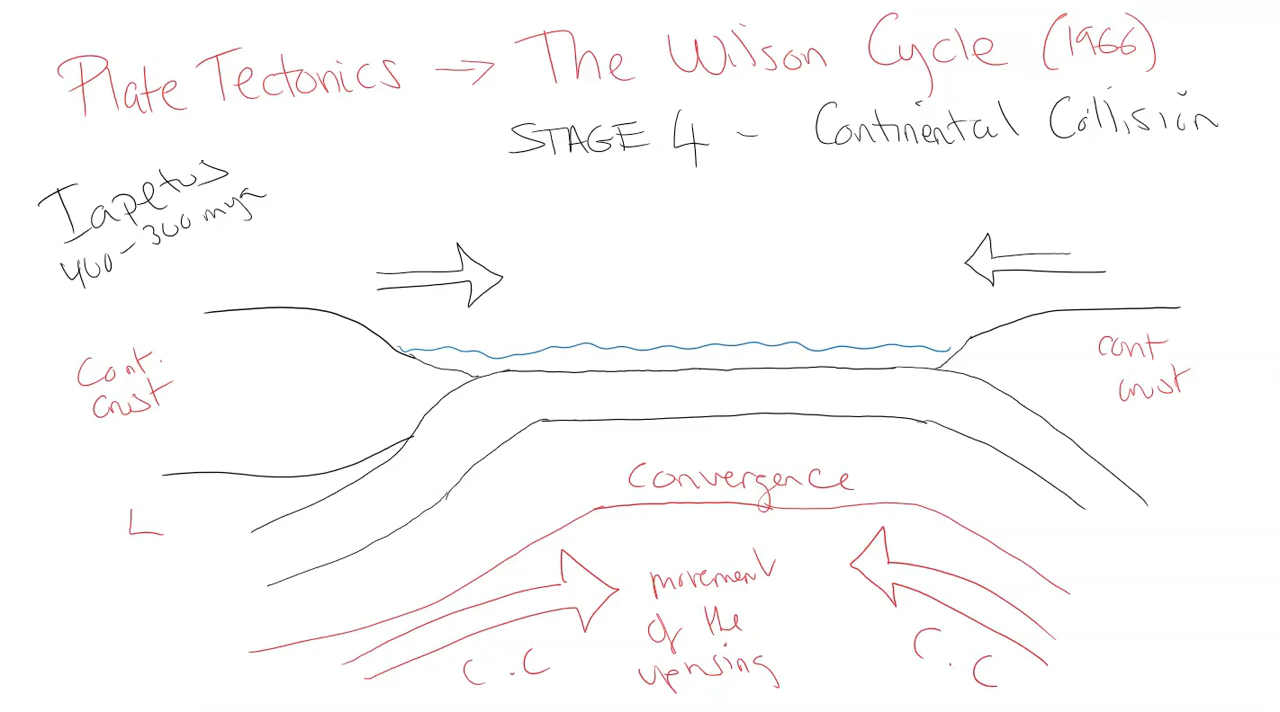 Plate Tectonics → The Wilson Cycle (1966)
STAGE 4 - Continental Collision
Iapetus
400-300 mya
Cont.
crust
cont
crust
L
Convergence
movement
of the
uprising
C.C
C.C